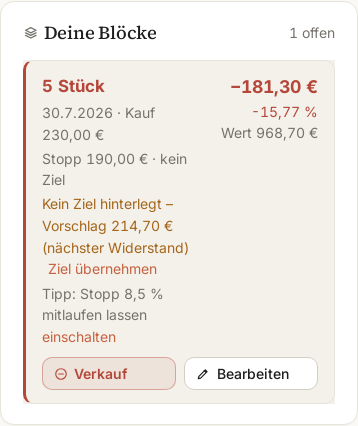 Deine Blöcke
1 offen
5 Stück
−181,30 €
30.7.2026 · Kauf
230,00 €
-15,77 %
Wert 968,70 €
Stopp 190,00 € · kein
Ziel
Kein Ziel hinterlegt –
Vorschlag 214,70 €
(nächster Widerstand)
Ziel übernehmen
Tipp: Stopp 8,5 %
mitlaufen lassen
einschalten
Verkauf
Bearbeiten